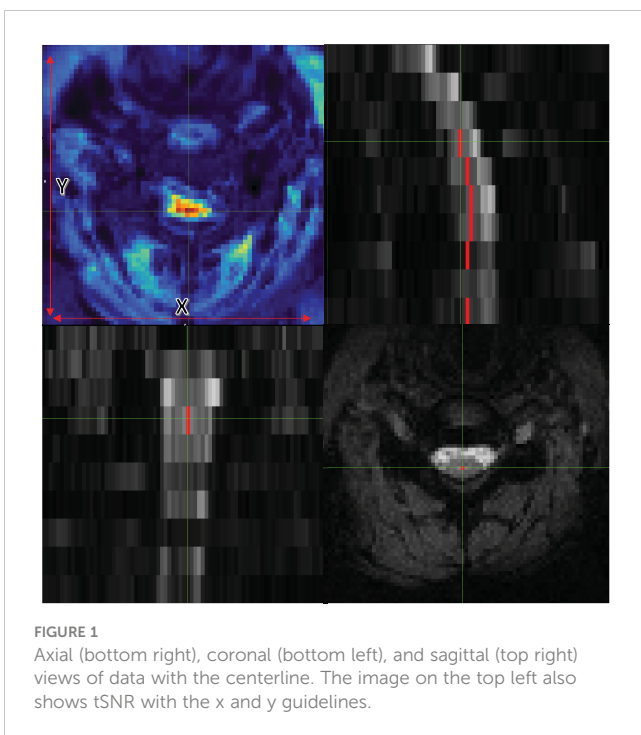 Y
X
FIGURE 1
Axial (bottom right), coronal (bottom left), and sagittal (top right)
views of data with the centerline. The image on the top left also
shows tSNR with the x and y guidelines.